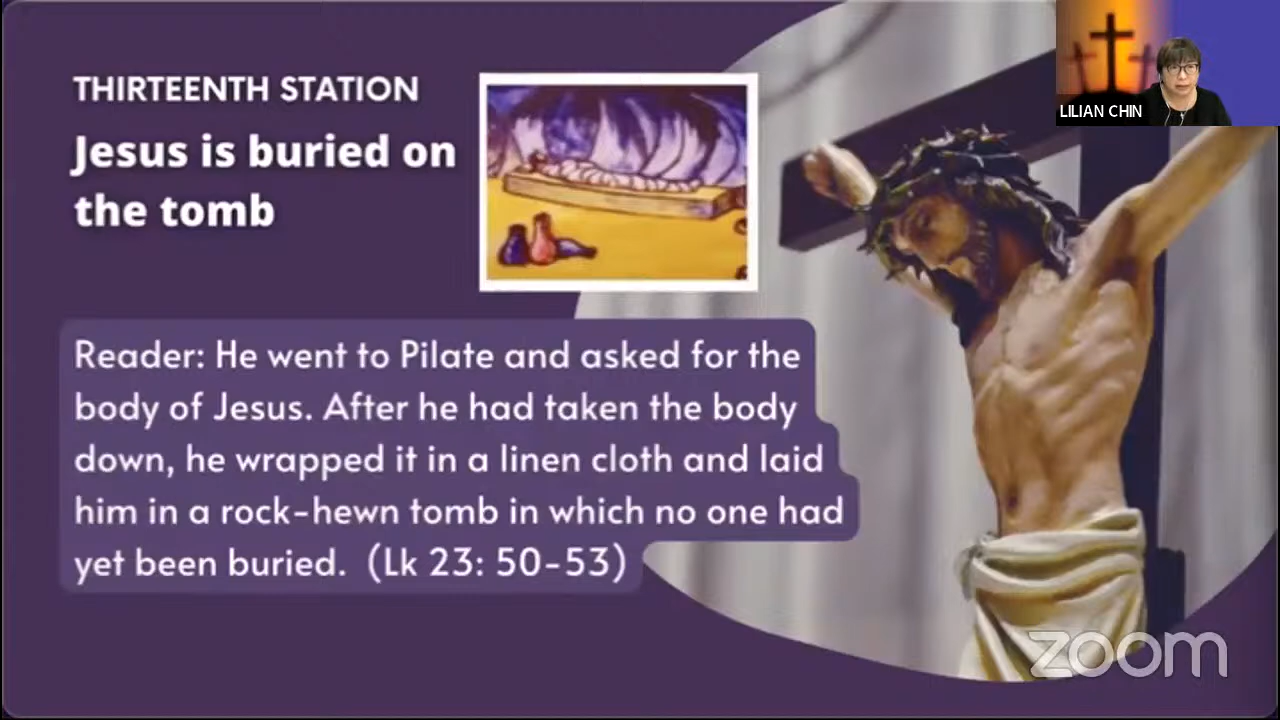 THIRTEENTH STATION
Jesus is buried on
the tomb
LILIAN CHIN
Reader: He went to Pilate and asked for the
body of Jesus. After he had taken the body
down, he wrapped it in a linen cloth and laid
him in a rock-hewn tomb in which no one had
yet been buried. (Lk 23: 50-53)
zoom